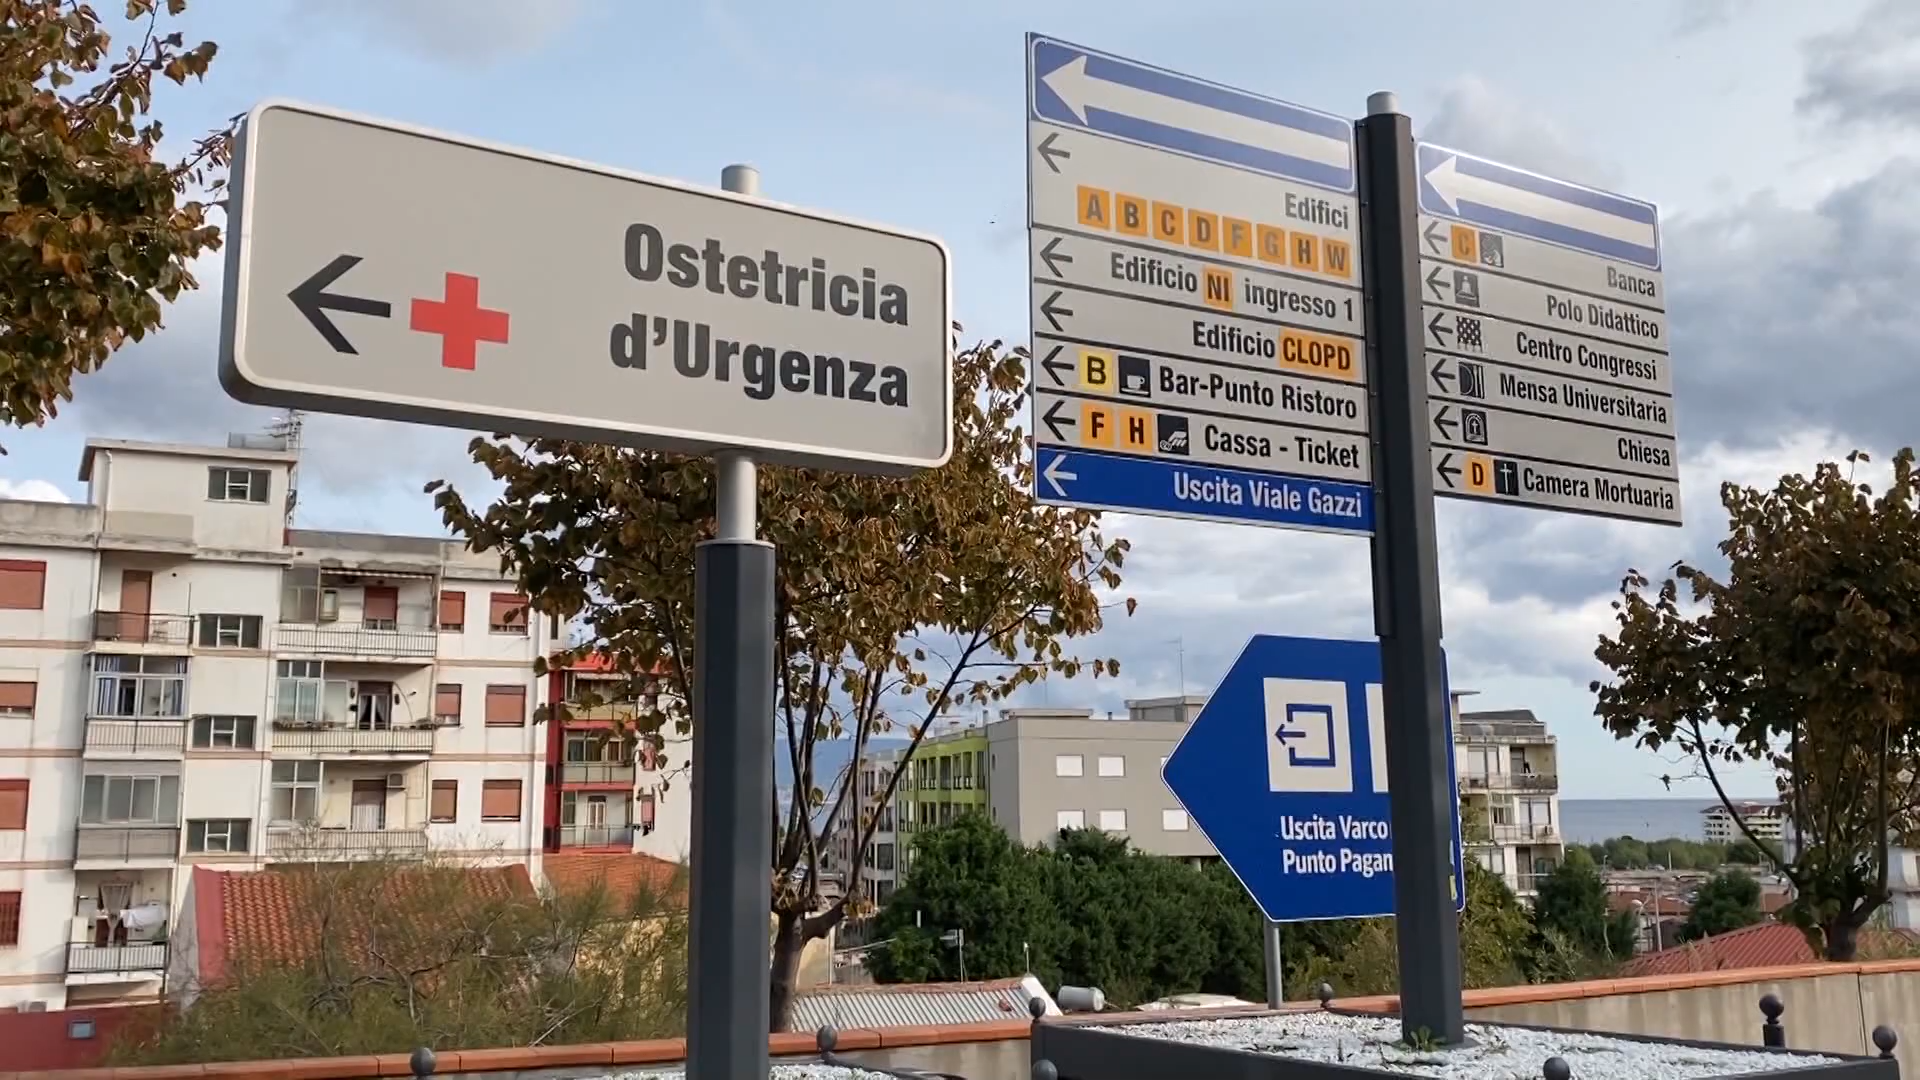 Ostetricia
d'Urgenza
Edifici
A B C D F G H W
Edificio NI ingresso 1
Edificio CLOPD
B Bar-Punto Ristoro
F H Cassa - Ticket
Uscita Viale Gazzi
C
Banca
Polo Didattico
Centro Congressi
Mensa Universitaria
Chiesa
D Camera Mortuaria
Uscita Varco
Punto Pagan